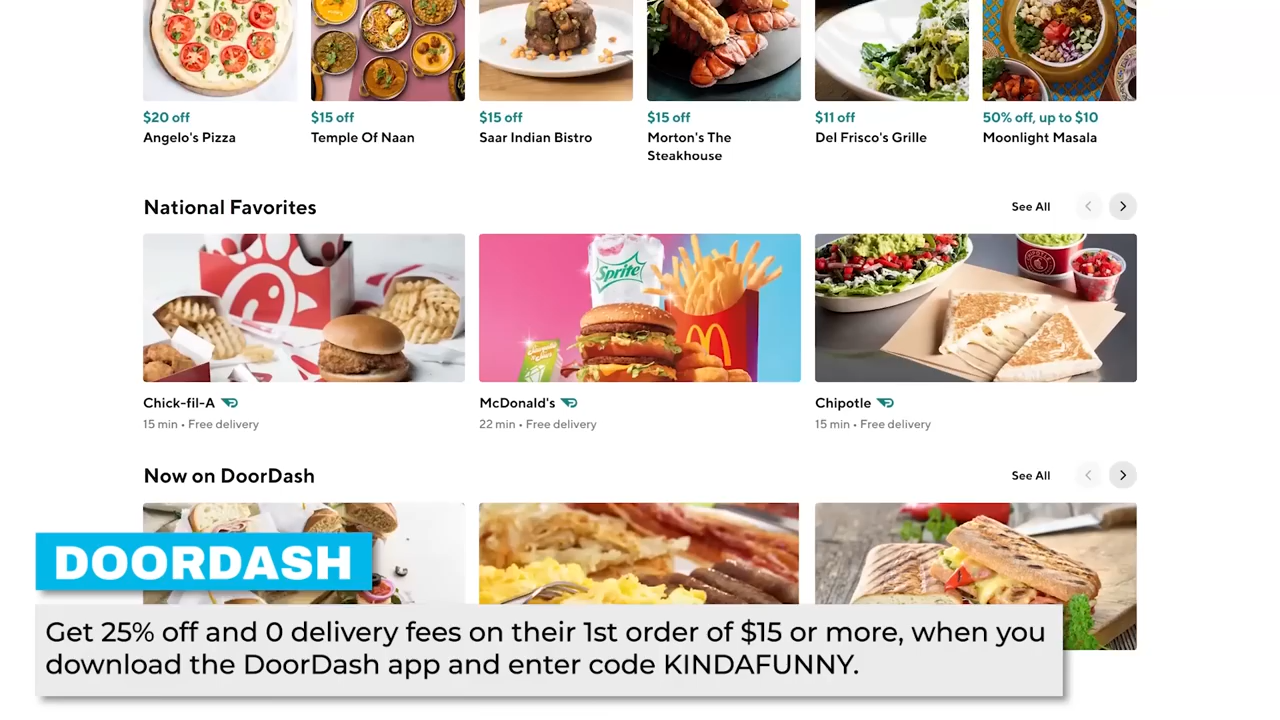 $20 off
Angelo's Pizza
$15 off
Temple Of Naan
$15 off
Saar Indian Bistro
$15 off
Morton's The
Steakhouse
$11 off
Del Frisco's Grille
50% off, up to $10
Moonlight Masala
National Favorites
See All
Sprite
Chick-fil-A
15 min • Free delivery
McDonald's
22 min • Free delivery
Chipotle
15 min • Free delivery
Now on DoorDash
See All
DOORDASH
Get 25% off and 0 delivery fees on their 1st order of $15 or more, when you
download the DoorDash app and enter code KINDAFUNNY.